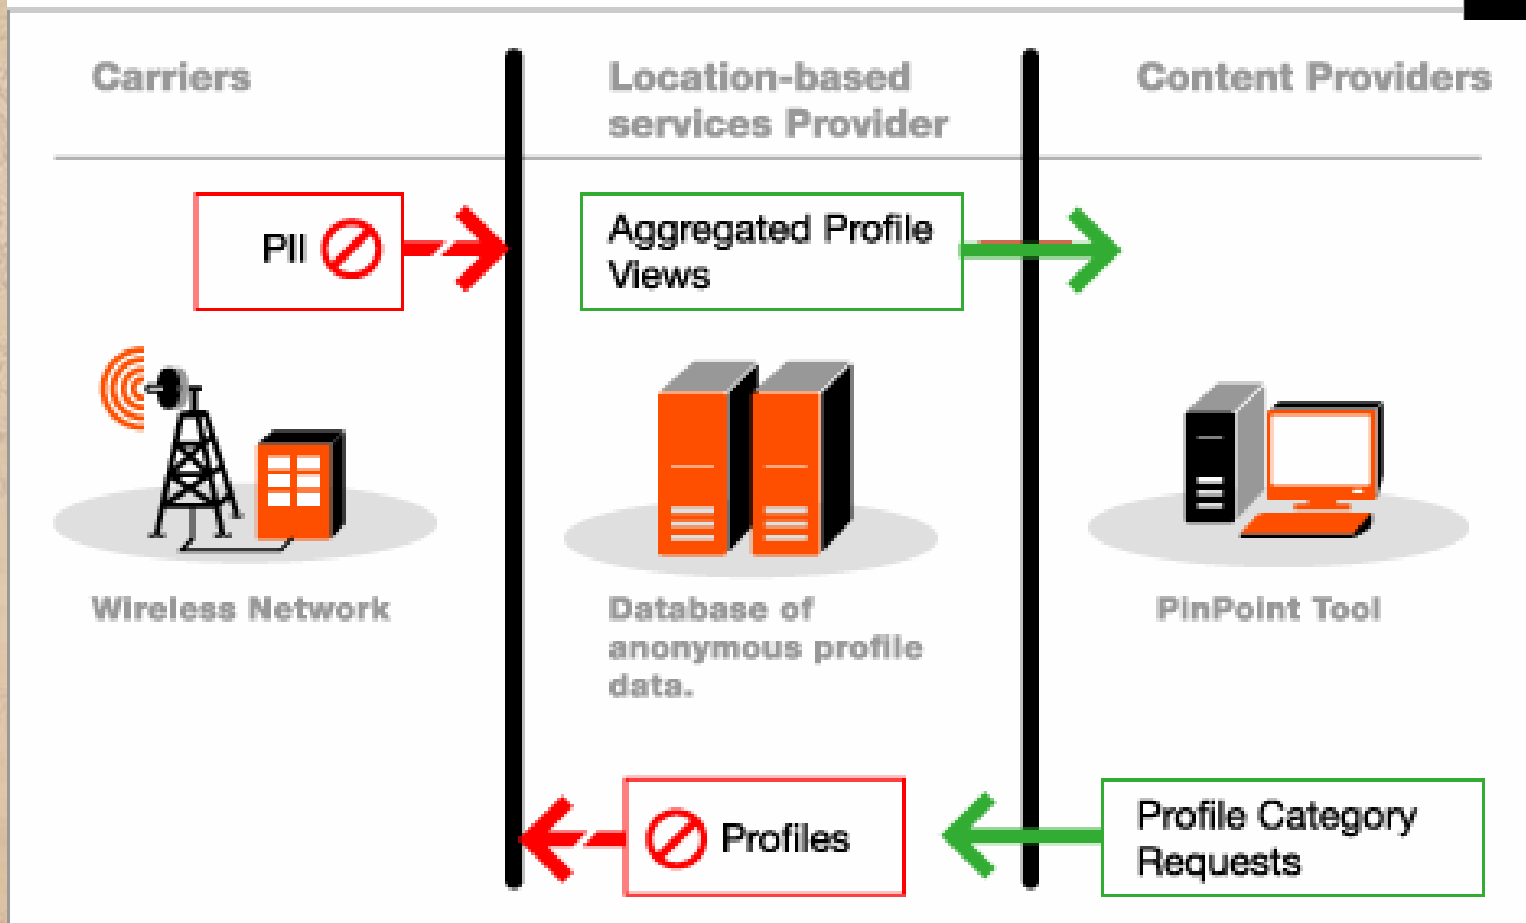 Carriers
Location-based
services Provider
Content Providers
PII
Aggregated Profile
Views
Wireless Network
Database of
anonymous profile
data.
PinPoint Tool
Profiles
Profile Category
Requests